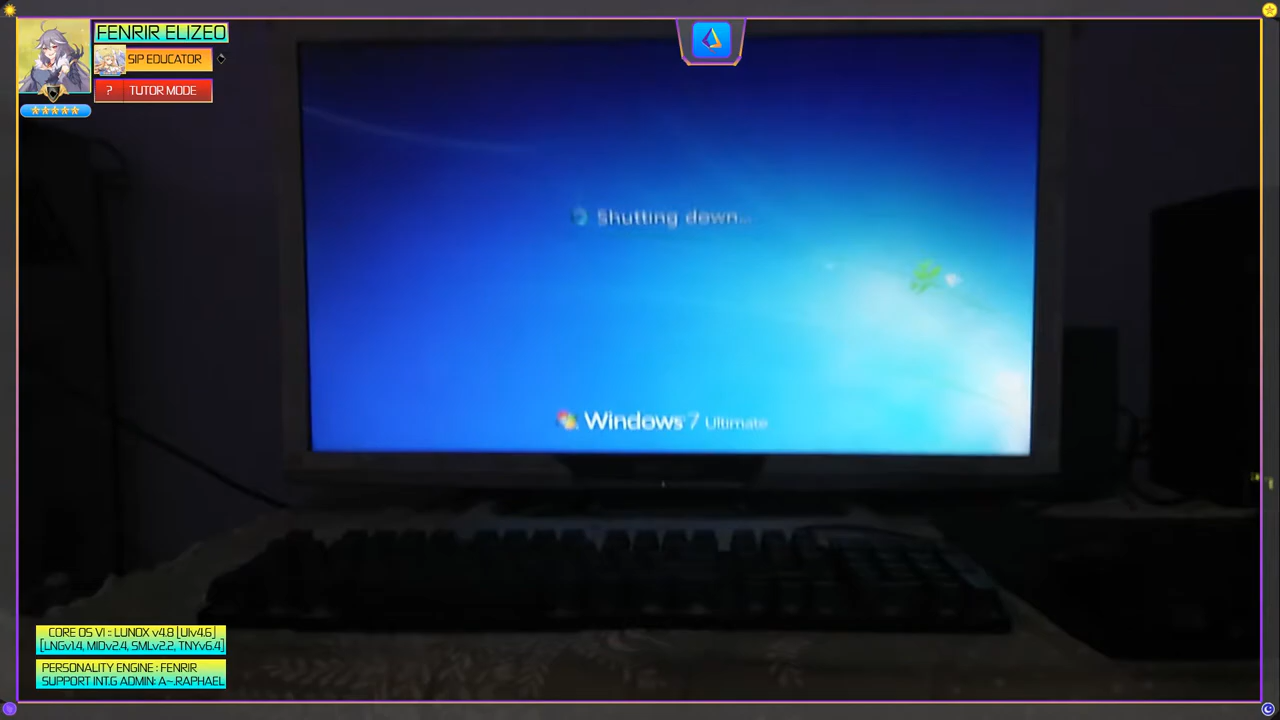 FENRIR ELIZEO
SIP EDUCATOR
? TUTOR MODE
Shutting down...
Windows 7 Ultimate
CORE OS VI :: LUNOX v4.8 [UIv4.6]
[LNGv1.4, MIDv2.4, SMLv2.2, TNYv6.4]
PERSONALITY ENGINE : FENRIR
SUPPORT INT.G ADMIN: A~.RAPHAEL